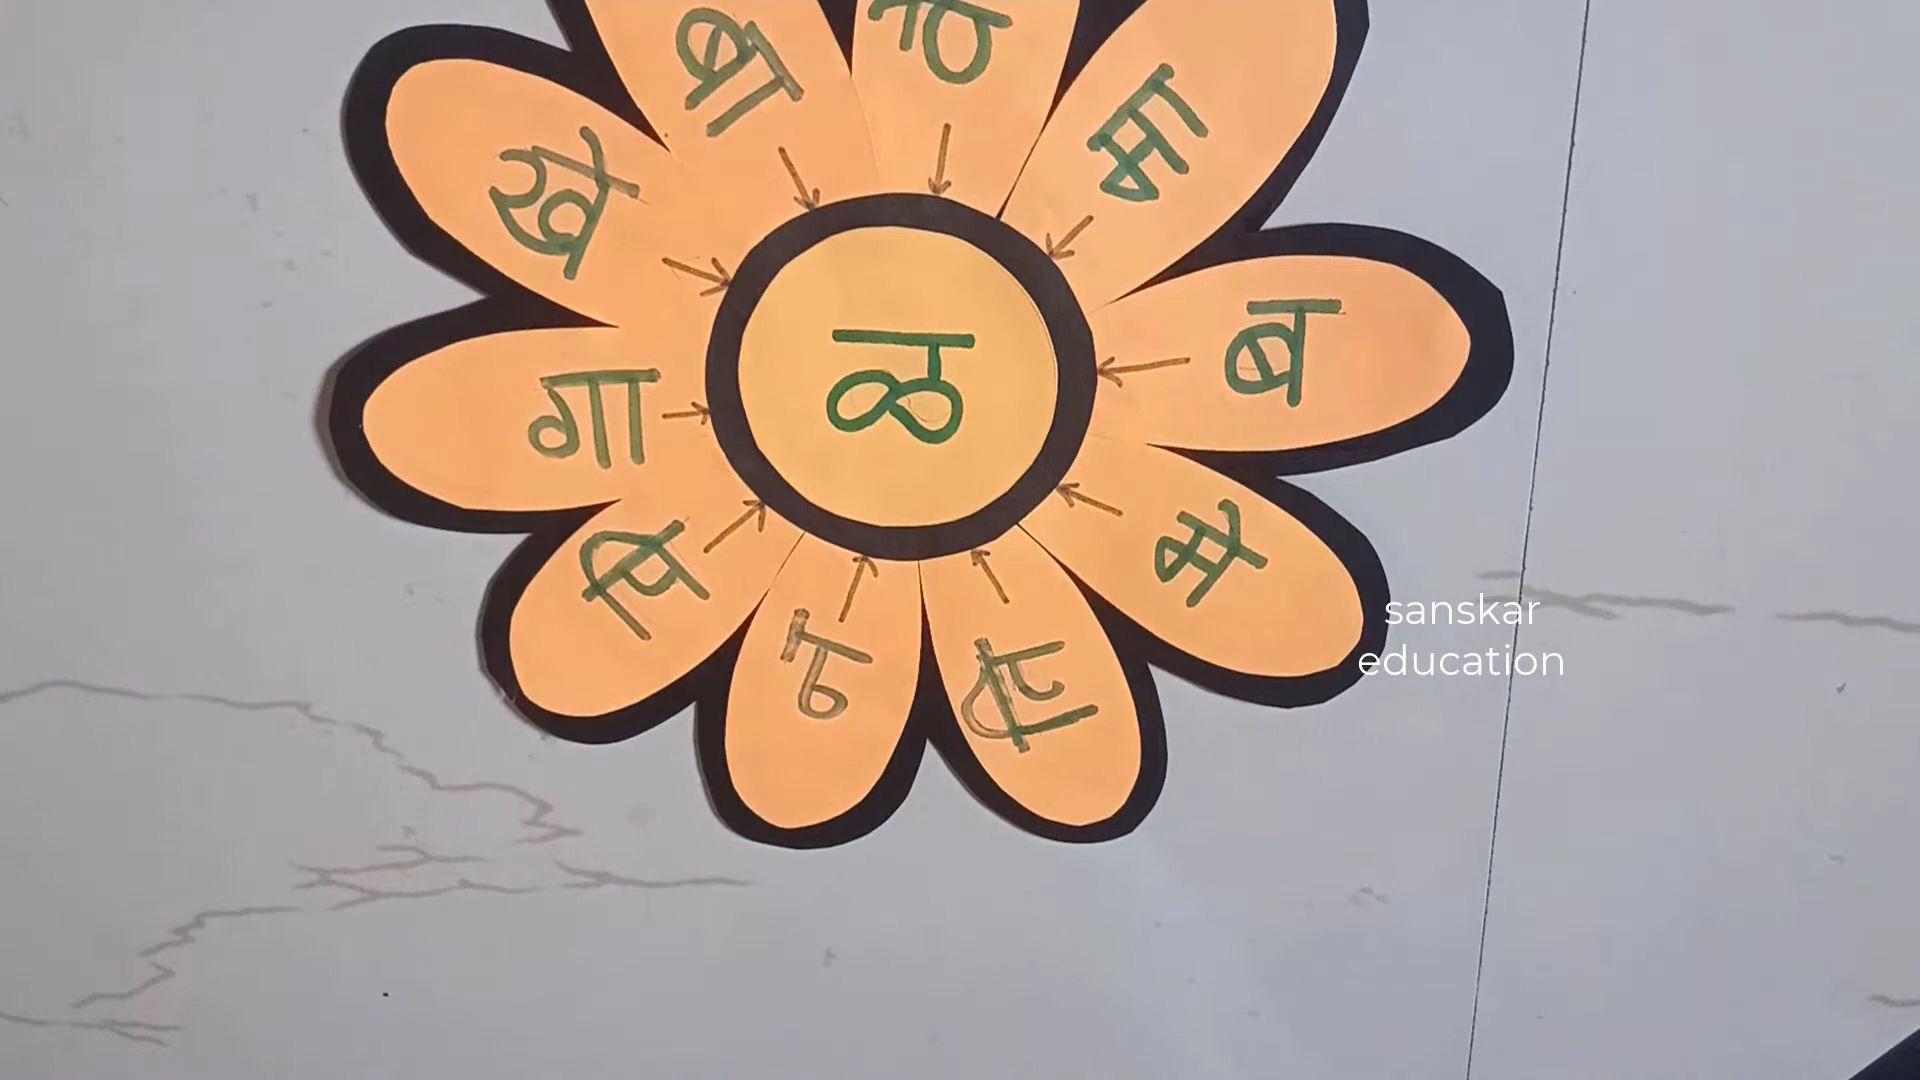 बा
मा
खे
ब
ळ
गा
मे
पि
न
ति
sanskar
education